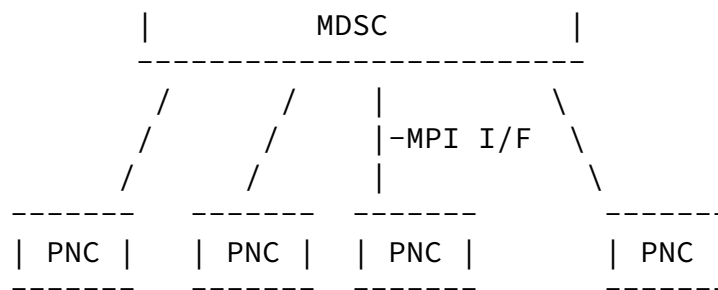 |          MDSC          |
-------------------------
/      /    |         \
/      /     |-MPI I/F  \
/      /      |           \
-------   -------  -------       -------
| PNC |   | PNC |  | PNC |       | PNC
-------   -------  -------       -------